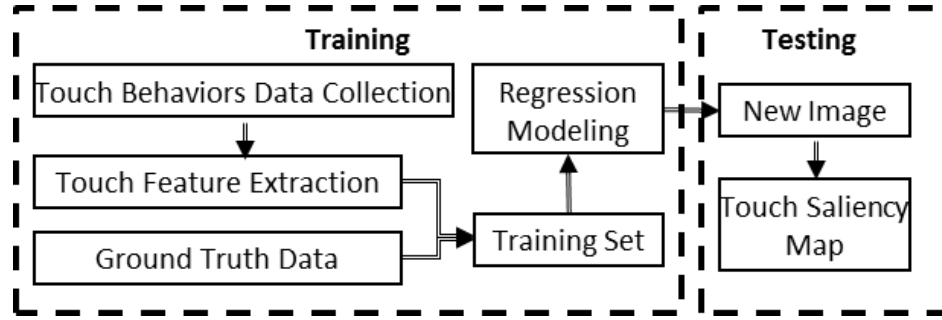 Training
Touch Behaviors Data Collection
Touch Feature Extraction
Ground Truth Data
Regression
Modeling
Training Set
Testing
New Image
Touch Saliency
Map